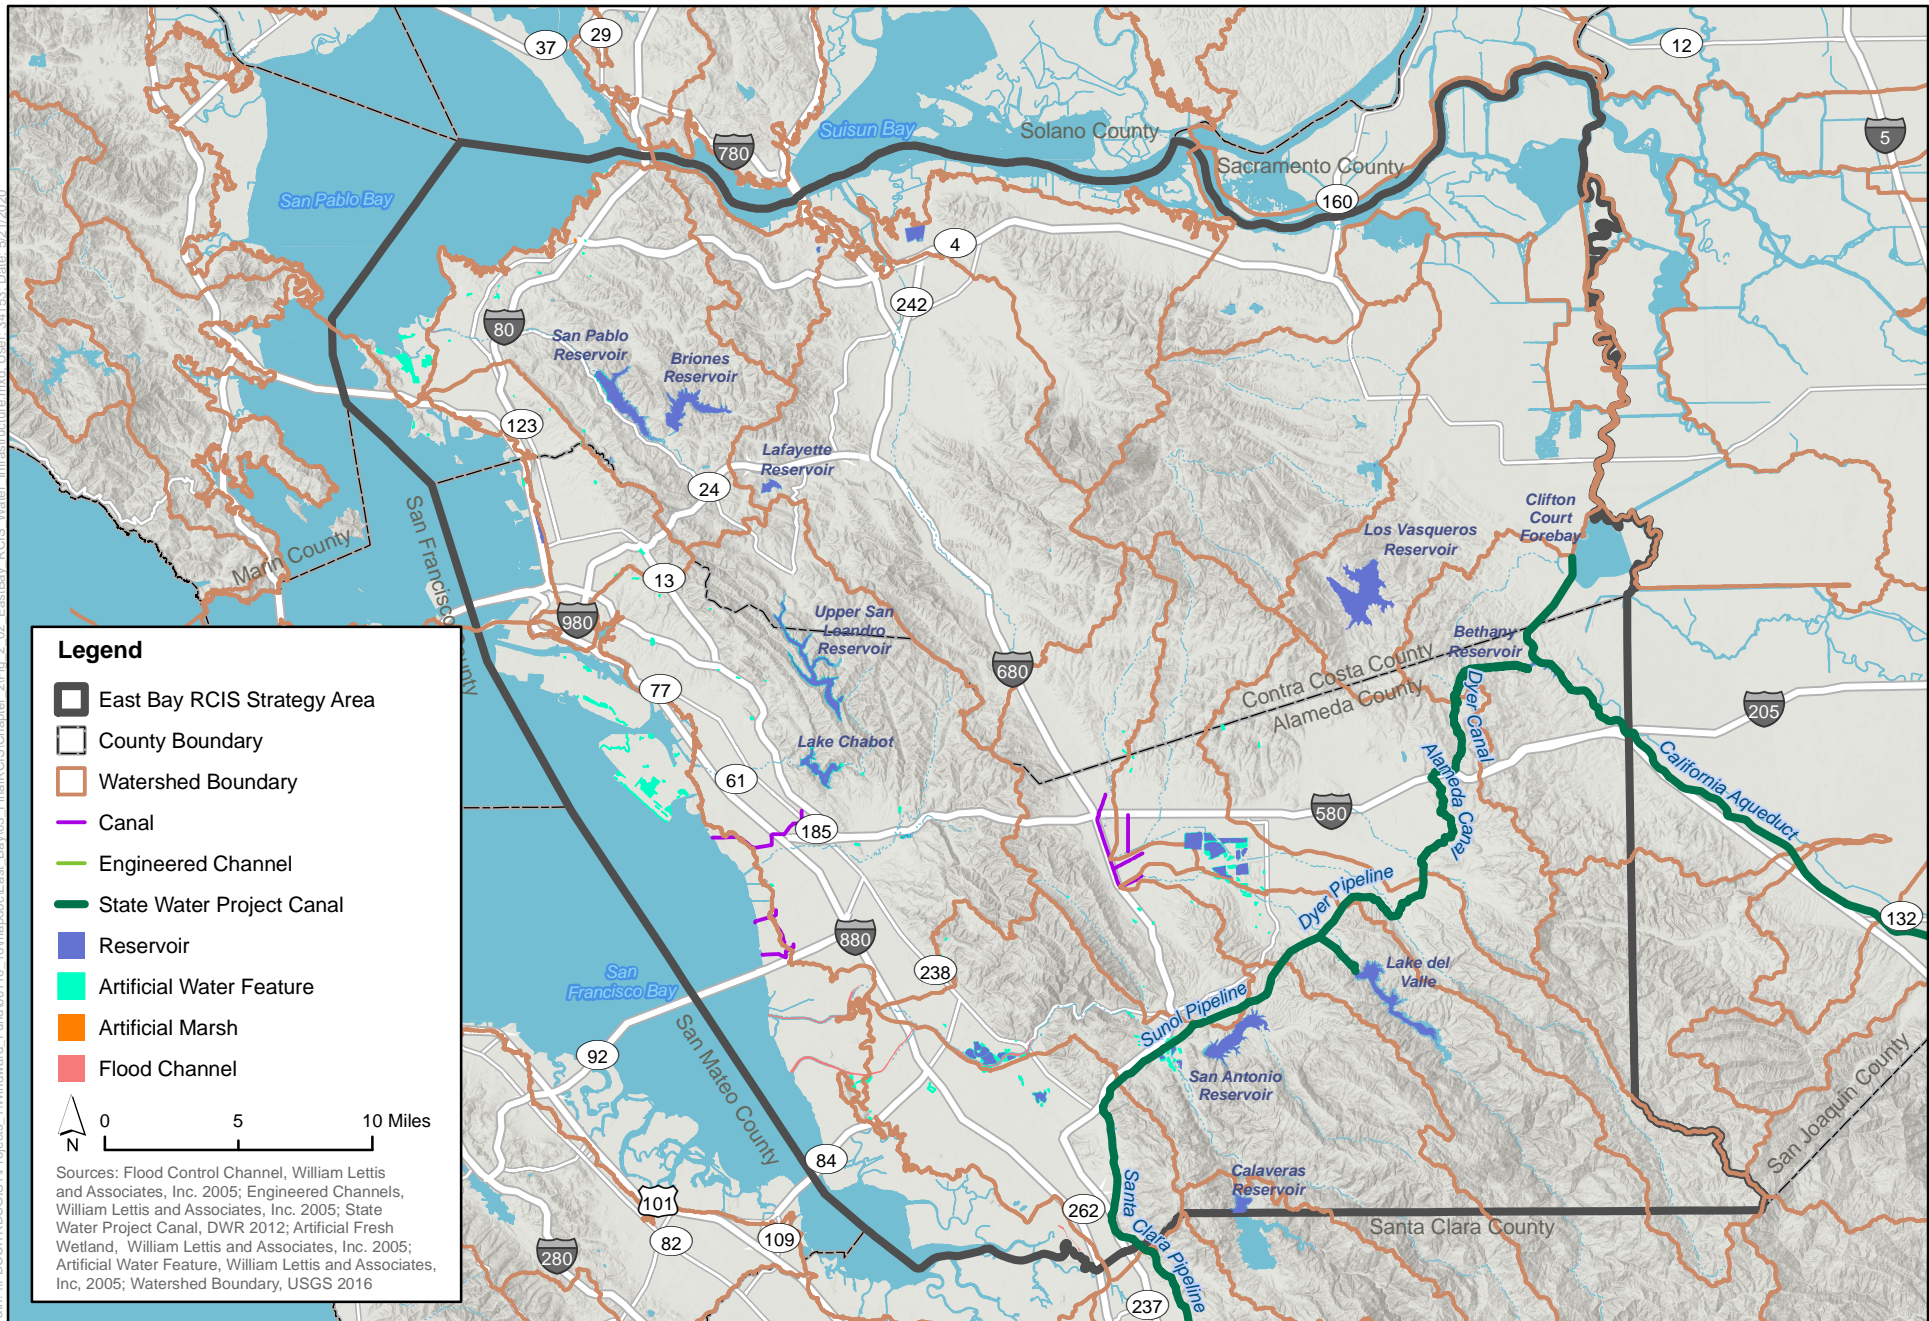 37
29
12
5
780
Suisun Bay
Solano County
Sacramento County
160
San Pablo Bay
4
242
80
San Pablo
Reservoir
Briones
Reservoir
123
Lafayette
Reservoir
24
Clifton
Court
Forebay
Los Vasqueros
Reservoir
Marin County
San Francisco County
13
980
Upper San
Leandro
Reservoir
Bethany
Reservoir
680
Contra Costa County
Alameda County
77
Dyer Canal
205
Lake Chabot
61
Alameda Canal
California Aqueduct
580
185
Dyer Pipeline
132
880
238
San
Francisco Bay
Lake del
Valle
Sunol Pipeline
92
San Mateo County
San Antonio
Reservoir
San Joaquin County
84
Calaveras
Reservoir
101
262
Santa Clara County
82
109
280
Santa Clara Pipeline
237
Legend
East Bay RCIS Strategy Area
County Boundary
Watershed Boundary
Canal
Engineered Channel
State Water Project Canal
Reservoir
Artificial Water Feature
Artificial Marsh
Flood Channel
N
0 5 10 Miles
Sources: Flood Control Channel, William Lettis
and Associates, Inc. 2005; Engineered Channels,
William Lettis and Associates, Inc. 2005; State
Water Project Canal, DWR 2012; Artificial Fresh
Wetland, William Lettis and Associates, Inc. 2005;
Artificial Water Feature, William Lettis and Associates,
Inc, 2005; Watershed Boundary, USGS 2016